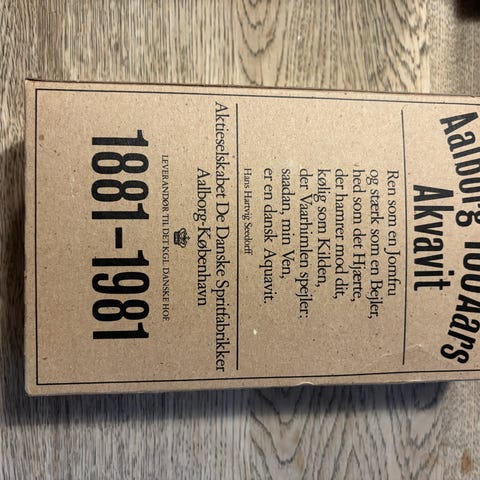 Aalborg 100 Aars
Akvavit
Ren som en Jomfru
og stærk som en Bejler,
hed som det Hjærte,
der hamrer mod dit,
kølig som Kilden,
der Vaarhimlen spejler:
saadan, min Ven,
er en dansk Aquavit.
Hans Hartvig Seedorff
Aktieselskabet De Danske Spritfabrikker
Aalborg-København
LEVERANDØR TIL DET KGL. DANSKE HOF.
1881-1981